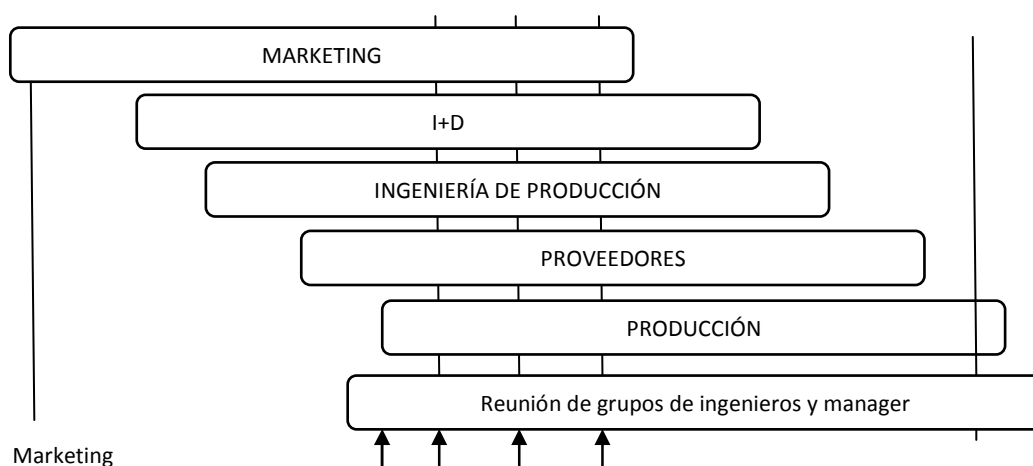 MARKETING
I+D
INGENIERÍA DE PRODUCCIÓN
PROVEEDORES
PRODUCCIÓN
Reunión de grupos de ingenieros y manager
Marketing